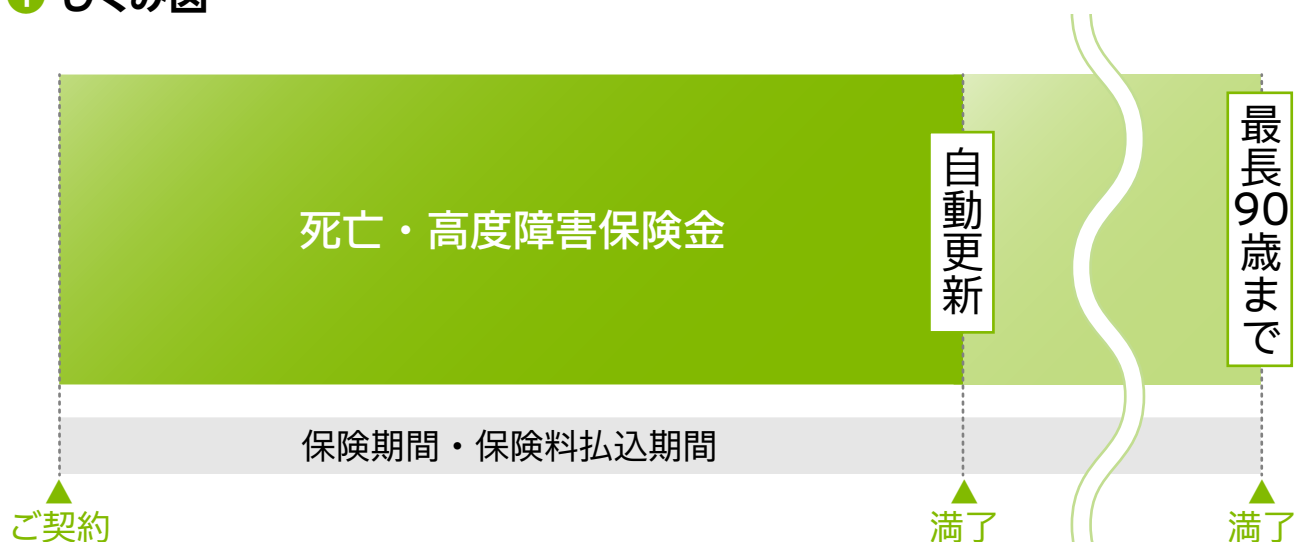 1 しくみ図
死亡・高度障害保険金
自動更新
最長90歳まで
保険期間・保険料払込期間
ご契約
満了
満了